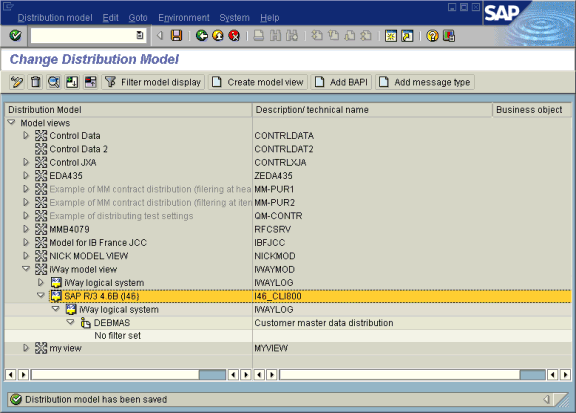 Distribution model Edit Goto Environment System Help
SAP
Change Distribution Model
Filter model display Create model view Add BAPI Add message type
Distribution Model Description/ technical name Business object
Model views
Control Data CONTRLDATA
Control Data 2 CONTRLDAT2
Control JXA CONTRLXJA
EDA435 ZEDA435
Example of MM contract distribution (filering at hea MM-PUR1
Example of MM contract distribution (filtering at iten MM-PUR2
Example of distributing test settings QM-CONTR
MMB4079 RFCSRV
Model for IB France JCC IBFJCC
NICK MODEL VIEW NICKMOD
iWay model view IWAYMOD
iWay logical system IWAYLOG
SAP R/3 4.6B (I46) I46_CLI800
iWay logical system IWAYLOG
DEBMAS Customer master data distribution
No filter set
my view MYVIEW
Distribution model has been saved